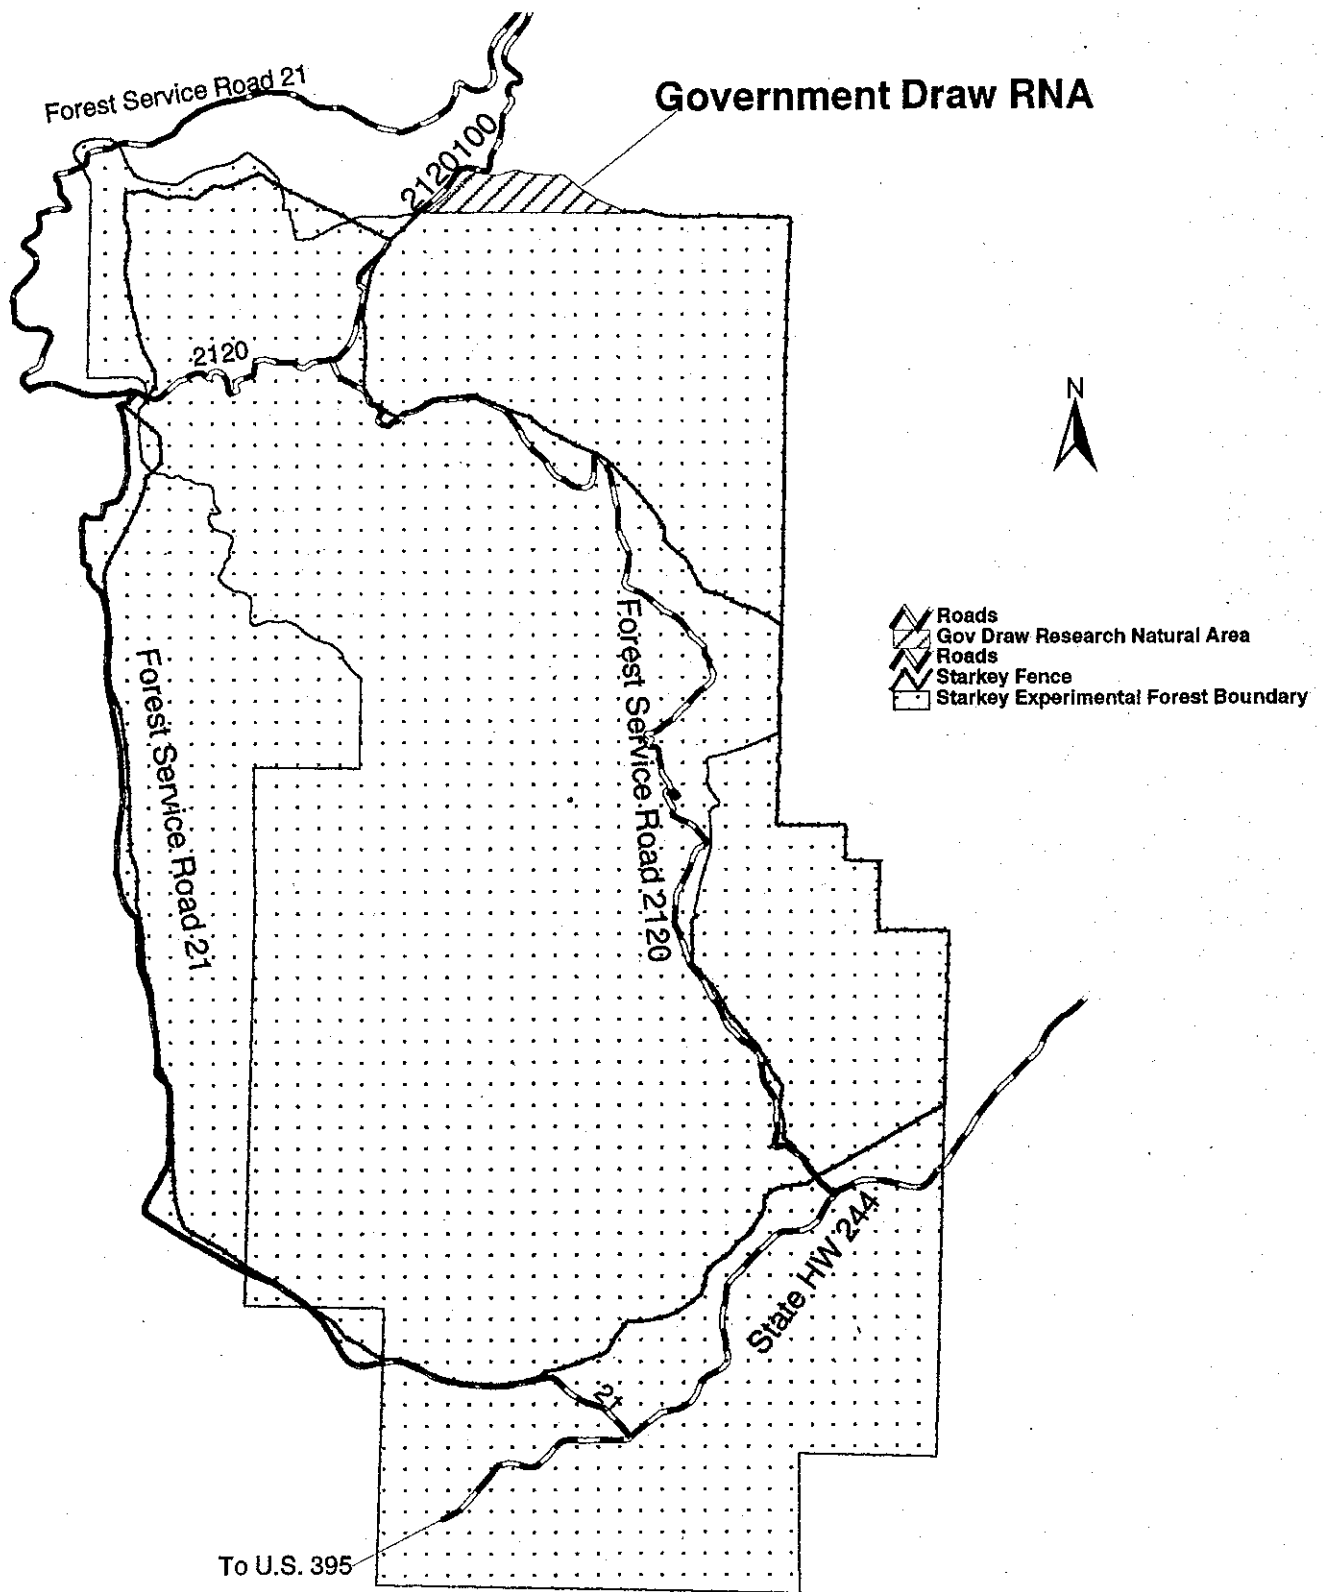 Forest Service Road 21
Government Draw RNA
2120100
2120
N
Roads
Gov Draw Research Natural Area
Roads
Starkey Fence
Starkey Experimental Forest Boundary
Forest Service Road 2120
Forest Service Road 21
State HW 244
21
To U.S. 395